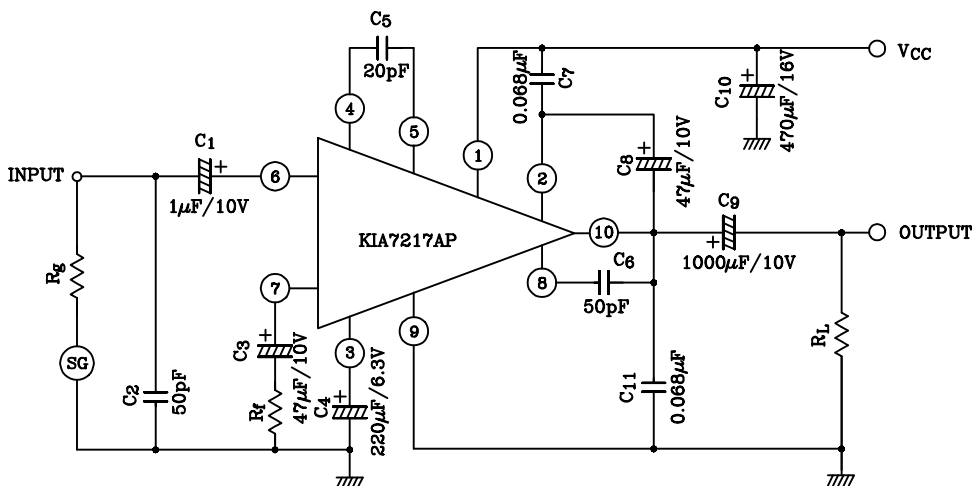 C5
20pF
4
5
1
C7
0.068μF
2
C10
470μF/16V
VCC
C8
47μF/10V
INPUT
C1
1μF/10V
6
KIA7217AP
10
C9
1000μF/10V
OUTPUT
Rg
SG
C2
50pF
7
C3
47μF/10V
Rf
3
C4
220μF/6.3V
9
8
C6
50pF
C11
0.068μF
RL